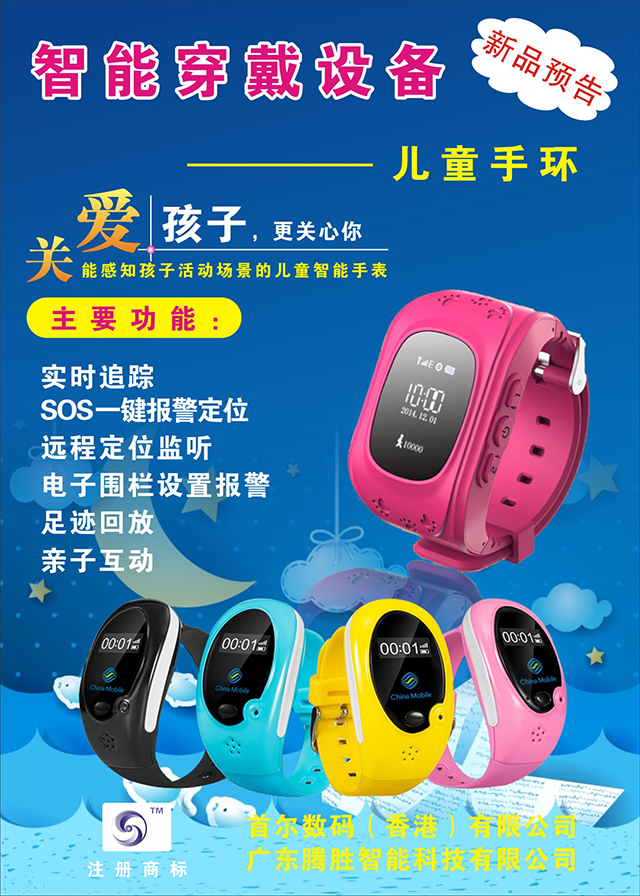 智能穿戴设备
新品预告
儿童手环
关爱孩子，更关心你
能感知孩子活动场景的儿童智能手表
主要功能：
实时追踪
SOS一键报警定位
远程定位监听
电子围栏设置报警
足迹回放
亲子互动
10:00
2014.12.01
10000
00:01
China Mobile
00:01
China Mobile
00:01
China Mobile
00:01
China Mobile
TM
注册商标
首尔数码（香港）有限公司
广东腾胜智能科技有限公司